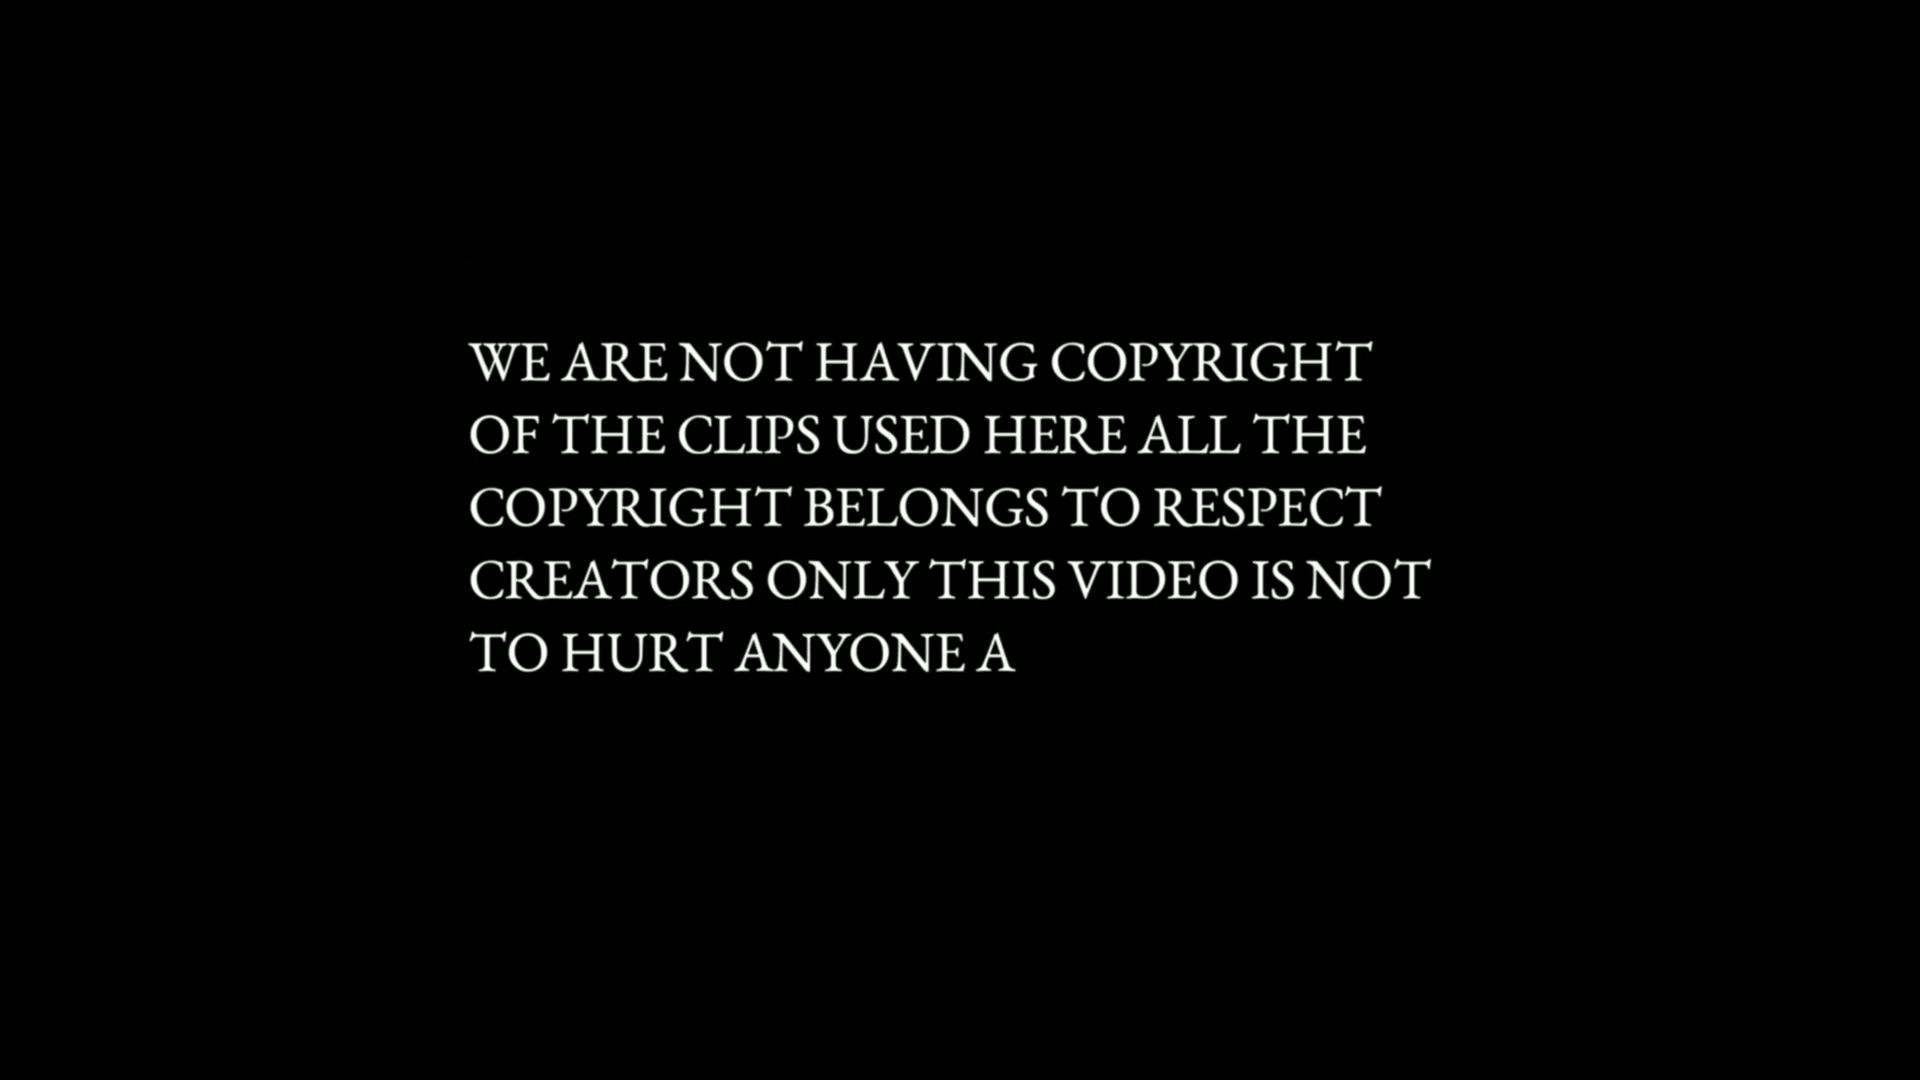 WE ARE NOT HAVING COPYRIGHT
OF THE CLIPS USED HERE ALL THE
COPYRIGHT BELONGS TO RESPECT
CREATORS ONLY THIS VIDEO IS NOT
TO HURT ANYONE A